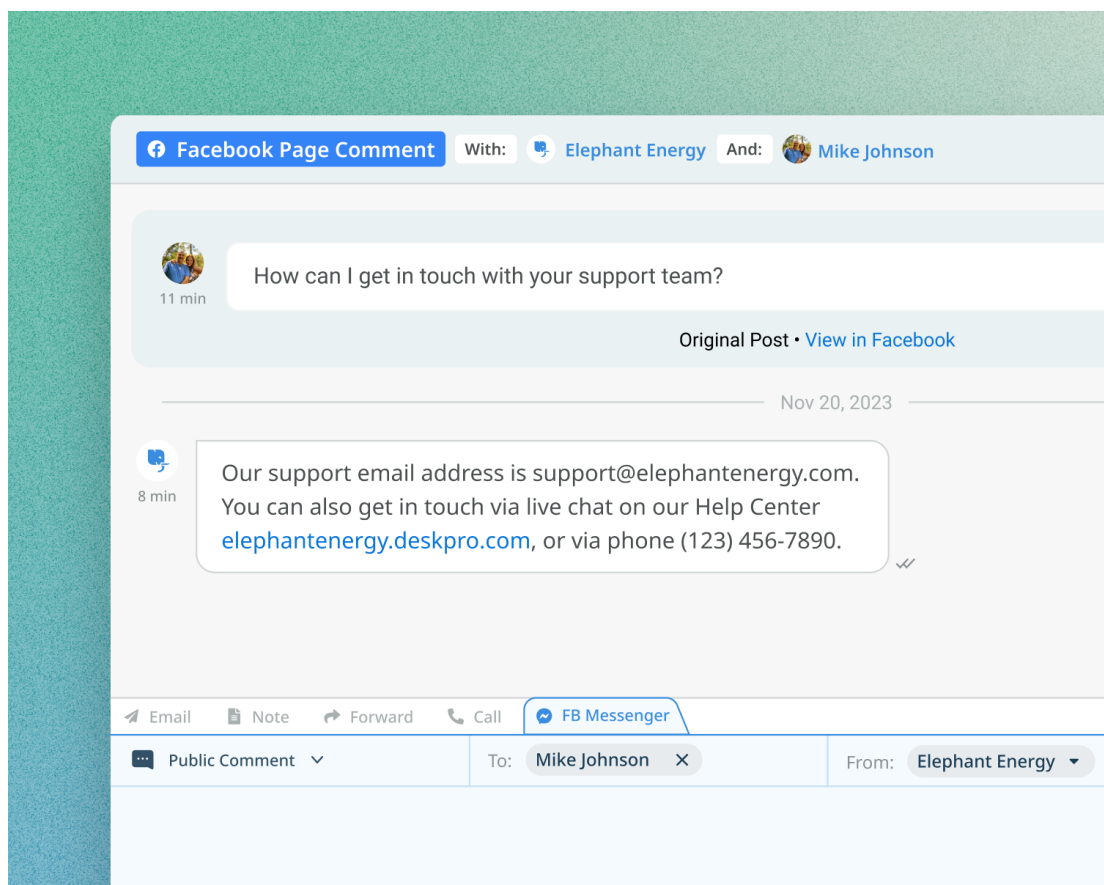 Facebook Page Comment With: Elephant Energy And: Mike Johnson
How can I get in touch with your support team?
11 min
Original Post • View in Facebook
Nov 20, 2023
Our support email address is support@elephantenergy.com.
You can also get in touch via live chat on our Help Center
elephantenergy.deskpro.com, or via phone (123) 456-7890.
8 min
Email Note Forward Call FB Messenger
Public Comment To: Mike Johnson From: Elephant Energy